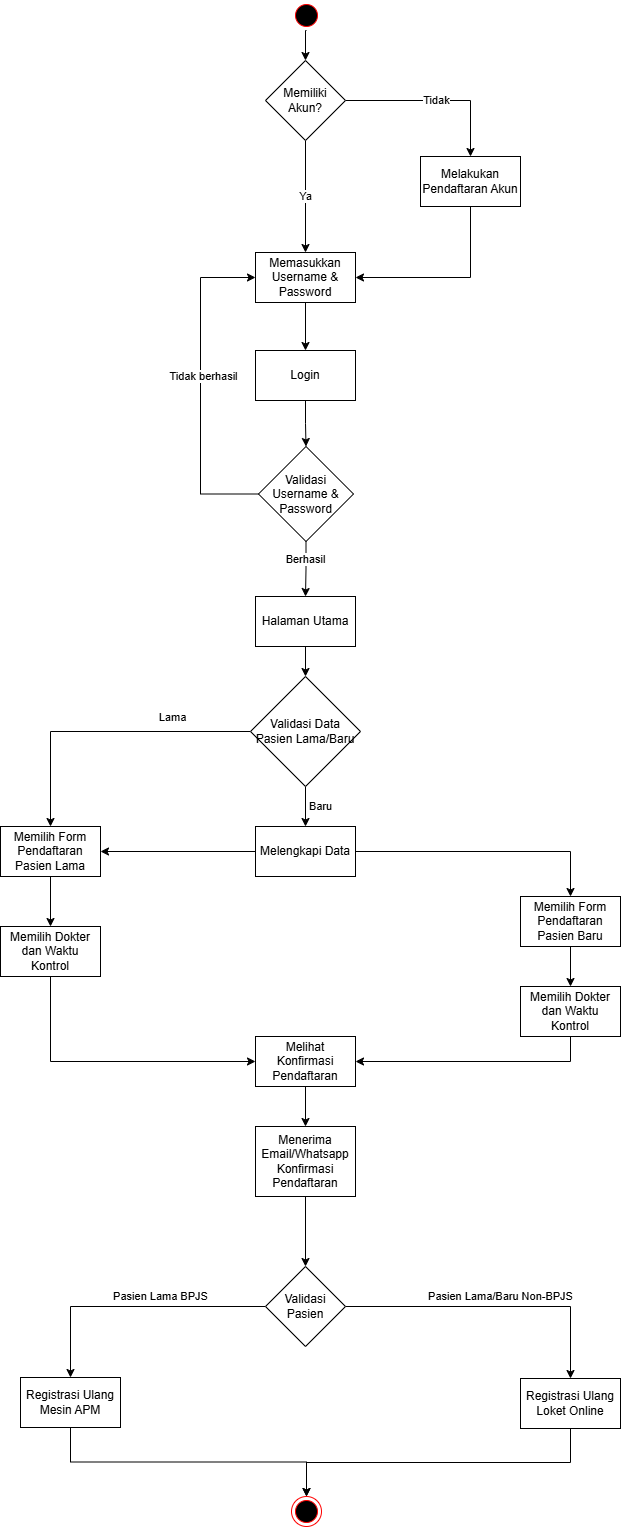 Memiliki
Akun?
Tidak
Melakukan
Pendaftaran Akun
Ya
Memasukkan
Username &
Password
Tidak berhasil
Login
Validasi
Username &
Password
Berhasil
Halaman Utama
Validasi Data
Pasien Lama/Baru
Lama
Baru
Memilih Form
Pendaftaran
Pasien Lama
Melengkapi Data
Memilih Form
Pendaftaran
Pasien Baru
Memilih Dokter
dan Waktu
Kontrol
Memilih Dokter
dan Waktu
Kontrol
Melihat
Konfirmasi
Pendaftaran
Menerima
Email/Whatsapp
Konfirmasi
Pendaftaran
Validasi
Pasien
Pasien Lama BPJS
Pasien Lama/Baru Non-BPJS
Registrasi Ulang
Mesin APM
Registrasi Ulang
Loket Online